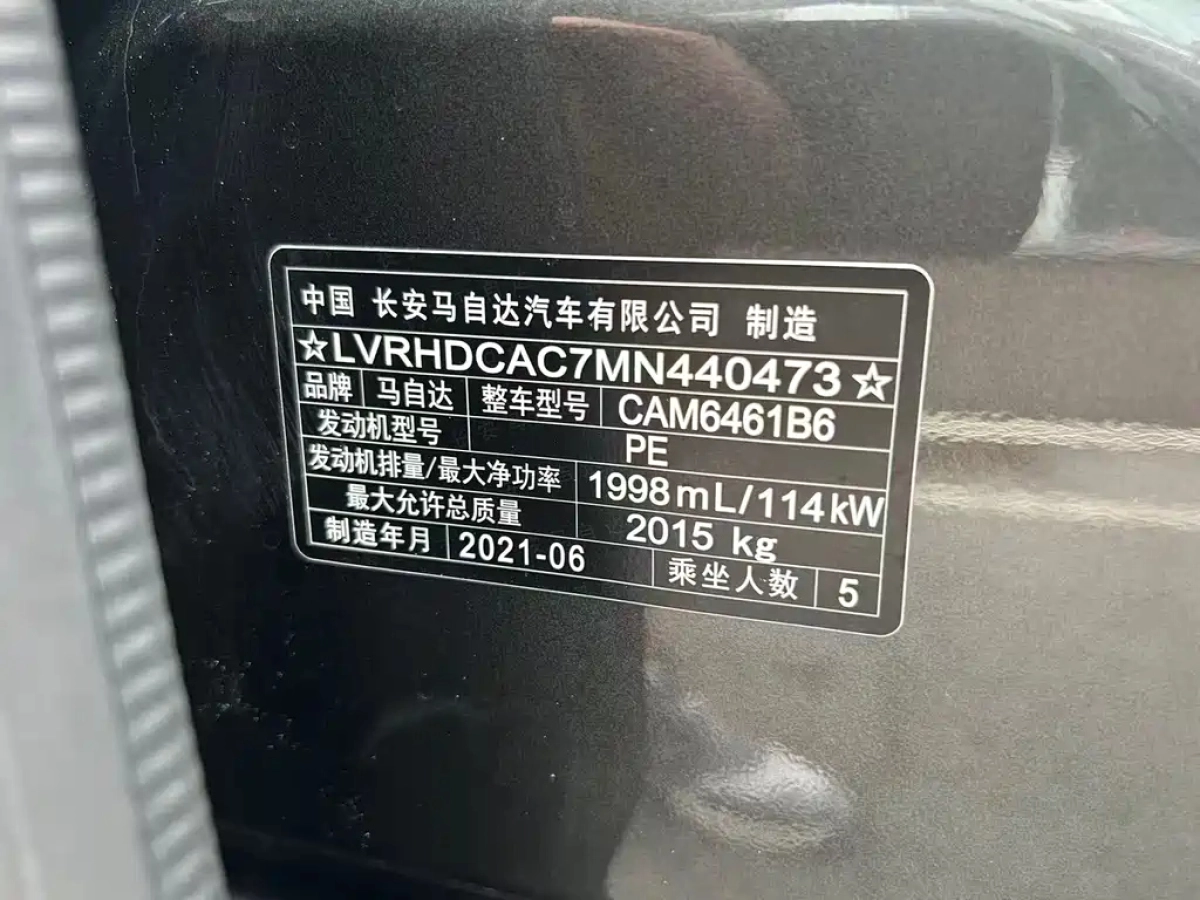 中国 长安马自达汽车有限公司 制造
☆LVRHDCAC7MN440473☆
品牌 马自达 整车型号 CAM6461B6
发动机型号 PE
发动机排量/最大净功率 1998mL/114kW
最大允许总质量 2015 kg
制造年月 2021-06 乘坐人数 5